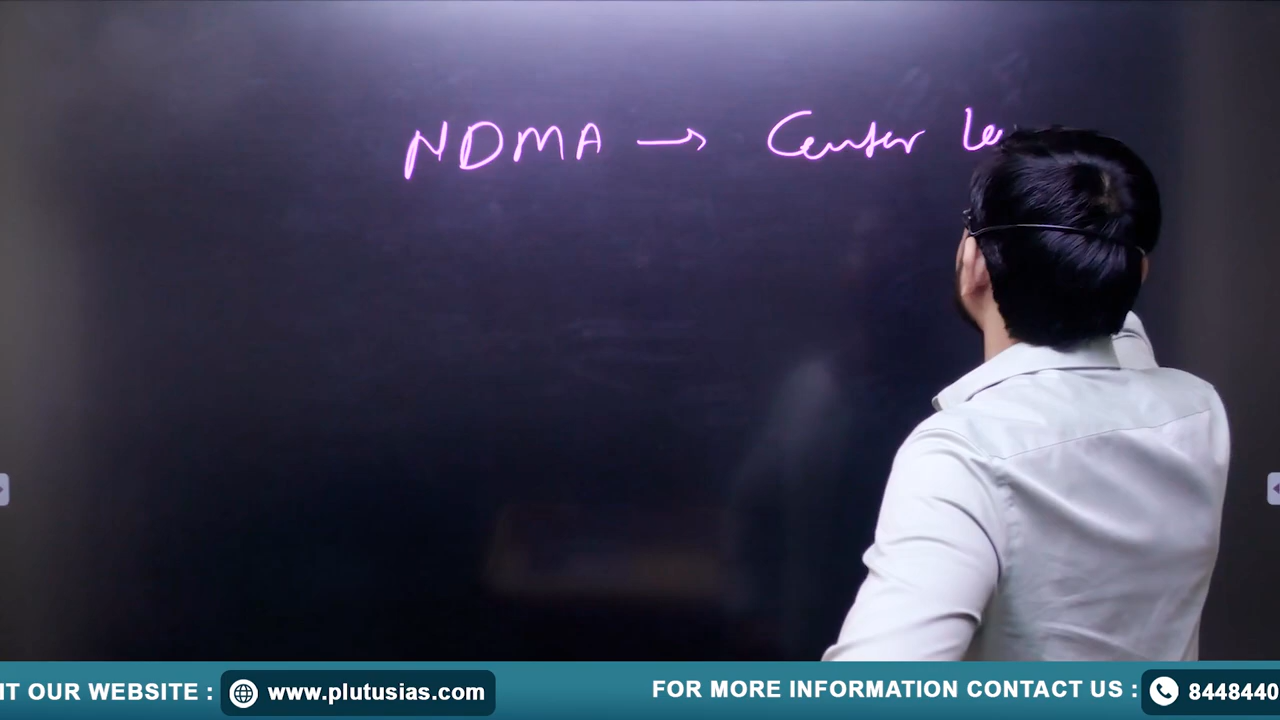 NDMA → Center Le
IT OUR WEBSITE : www.plutusias.com FOR MORE INFORMATION CONTACT US : 8448440